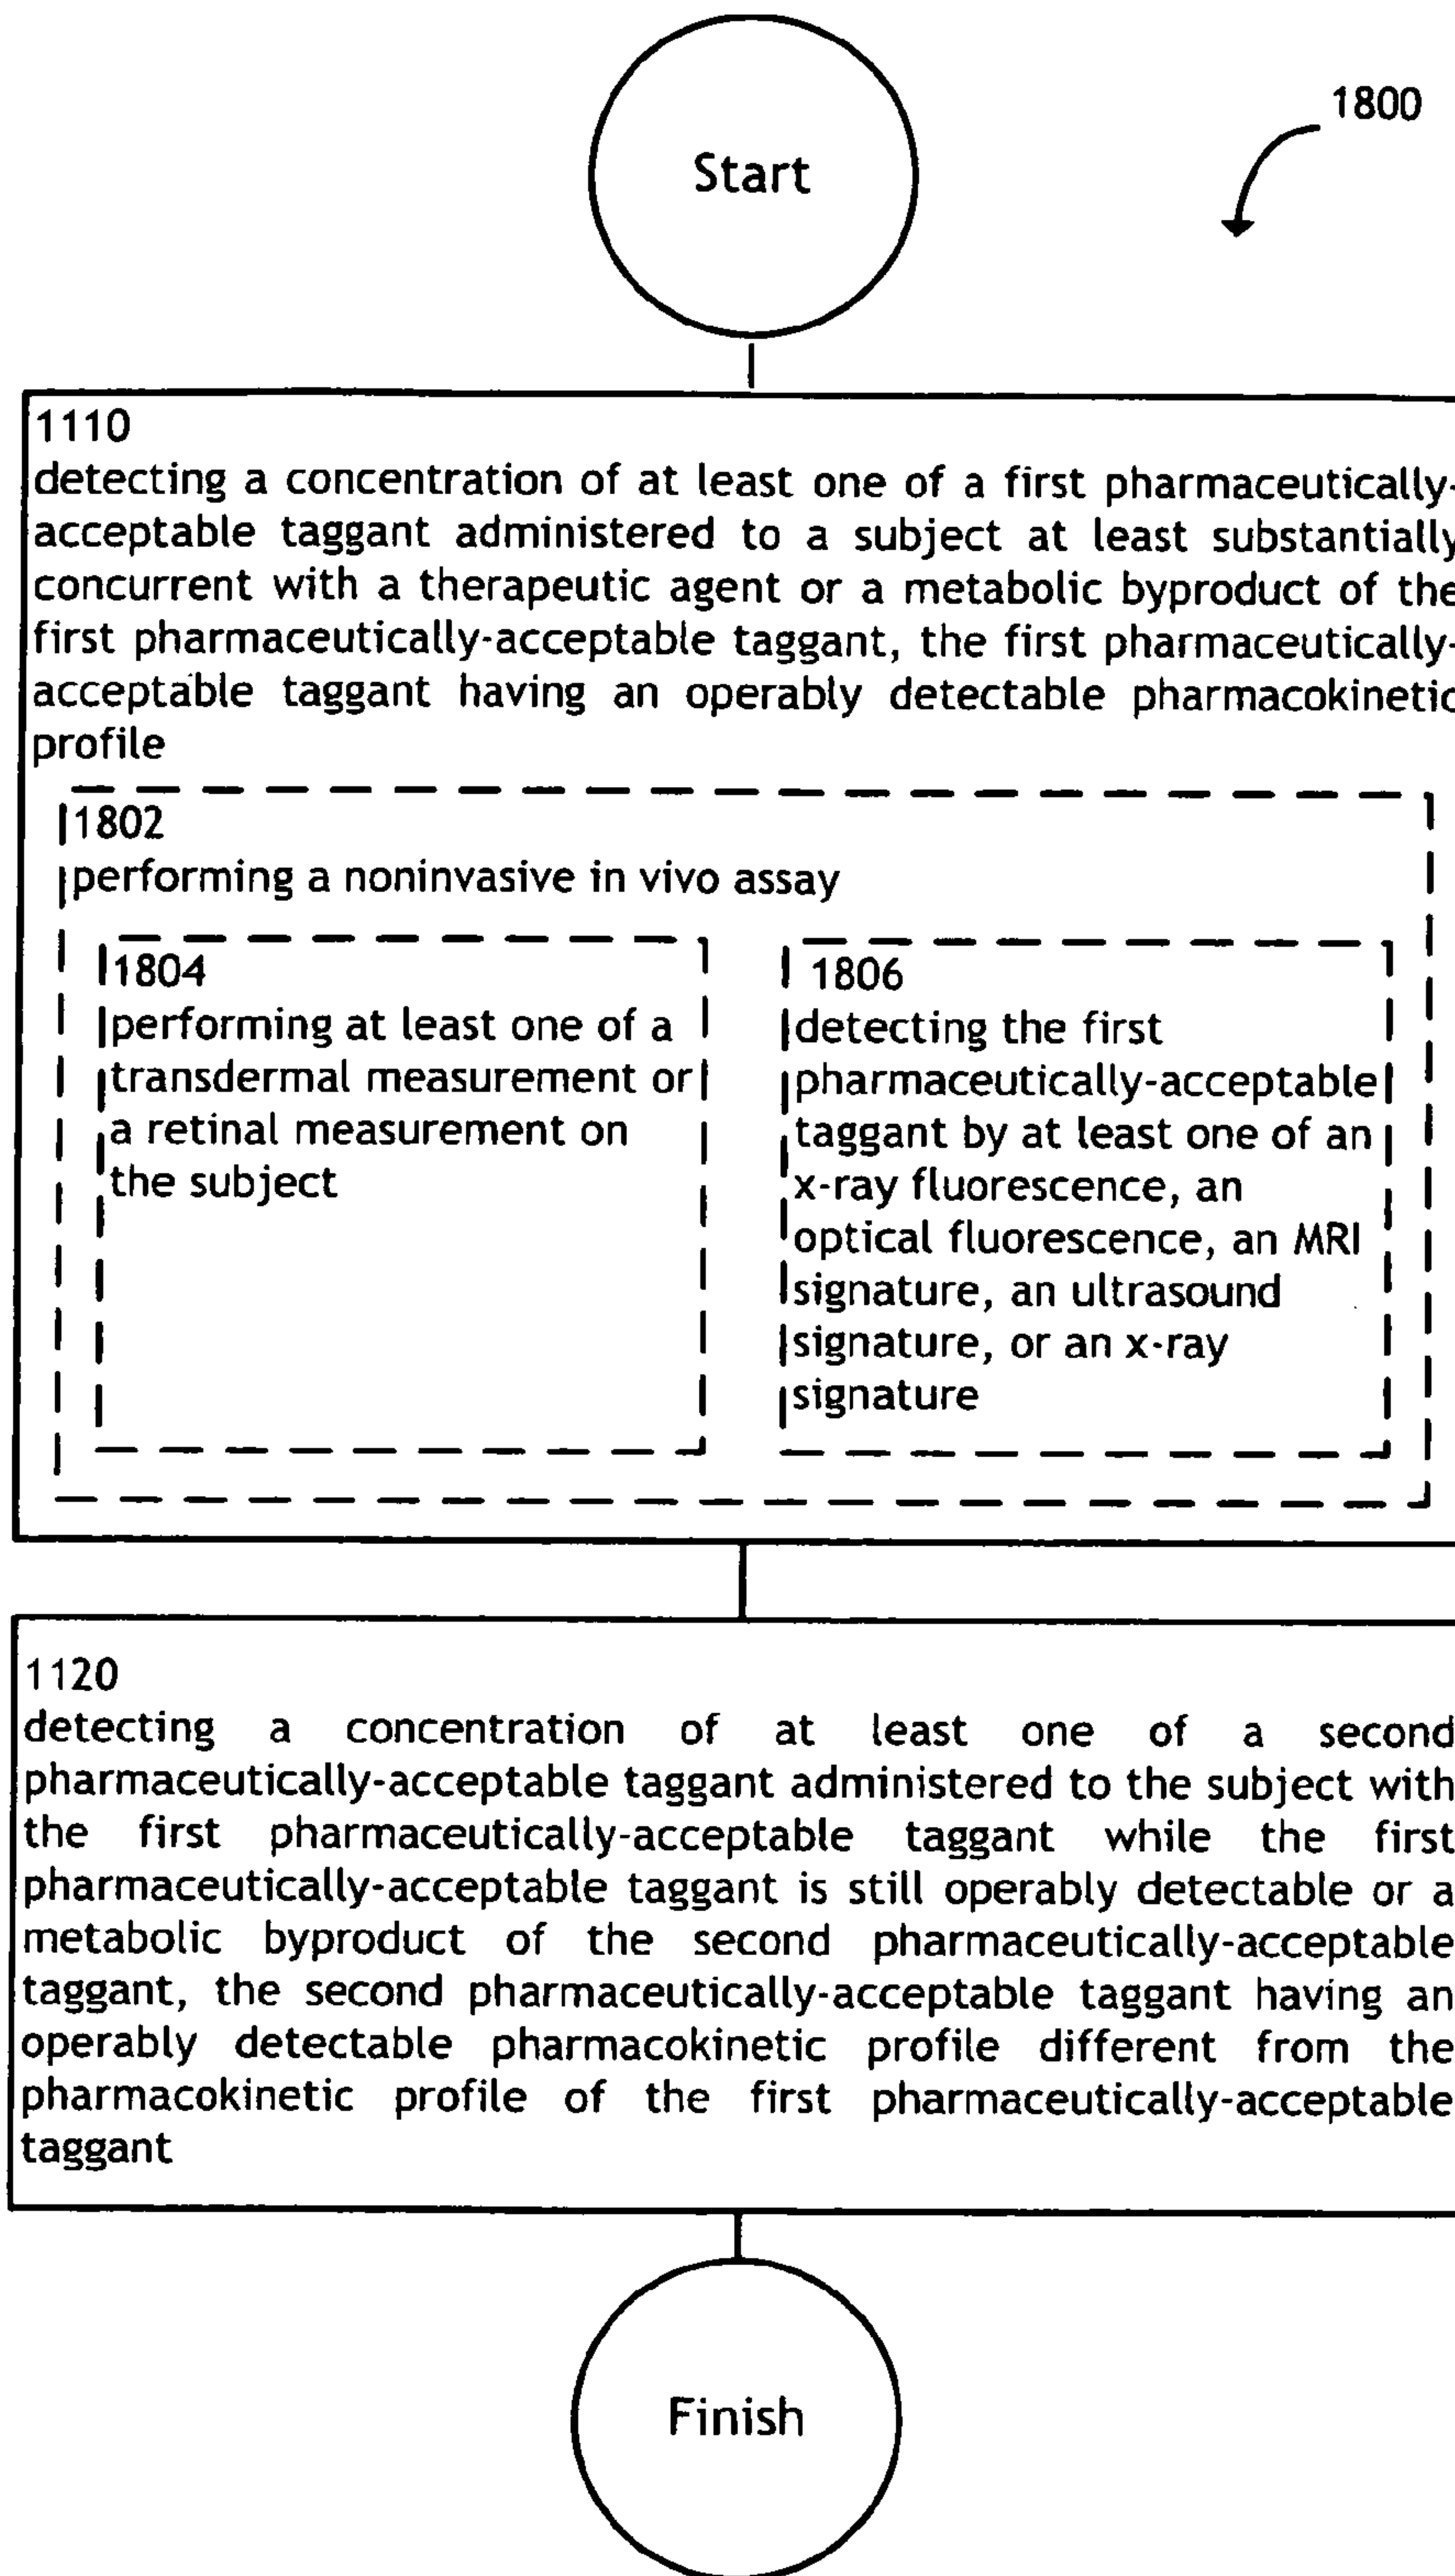 Start
1800
1110
detecting a concentration of at least one of a first pharmaceutically-
acceptable taggant administered to a subject at least substantially
concurrent with a therapeutic agent or a metabolic byproduct of the
first pharmaceutically-acceptable taggant, the first pharmaceutically-
acceptable taggant having an operably detectable pharmacokinetic
profile
1802
performing a noninvasive in vivo assay
1804
performing at least one of a
transdermal measurement or
a retinal measurement on
the subject
1806
detecting the first
pharmaceutically-acceptable
taggant by at least one of an
x-ray fluorescence, an
optical fluorescence, an MRI
signature, an ultrasound
signature, or an x-ray
signature
1120
detecting a concentration of at least one of a second
pharmaceutically-acceptable taggant administered to the subject with
the first pharmaceutically-acceptable taggant while the first
pharmaceutically-acceptable taggant is still operably detectable or a
metabolic byproduct of the second pharmaceutically-acceptable
taggant, the second pharmaceutically-acceptable taggant having an
operably detectable pharmacokinetic profile different from the
pharmacokinetic profile of the first pharmaceutically-acceptable
taggant
Finish